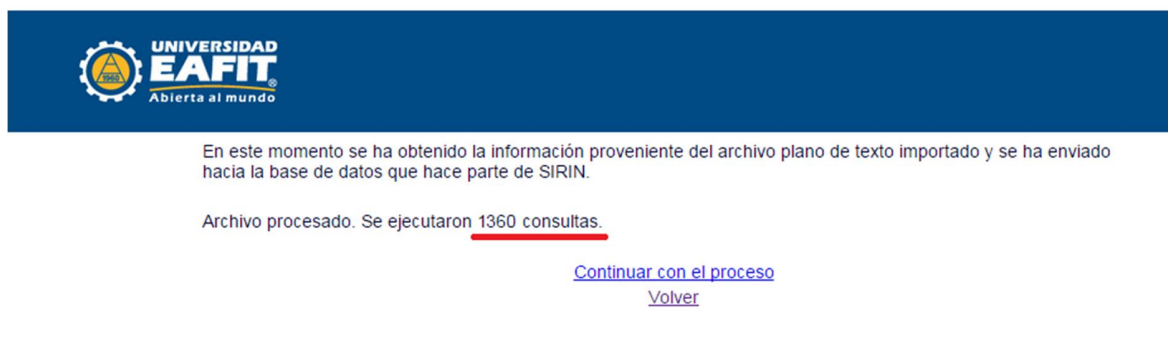 UNIVERSIDAD
EAFIT®
1960
Abierta al mundo
En este momento se ha obtenido la información proveniente del archivo plano de texto importado y se ha enviado
hacia la base de datos que hace parte de SIRIN.
Archivo procesado. Se ejecutaron 1360 consultas.
Continuar con el proceso
Volver